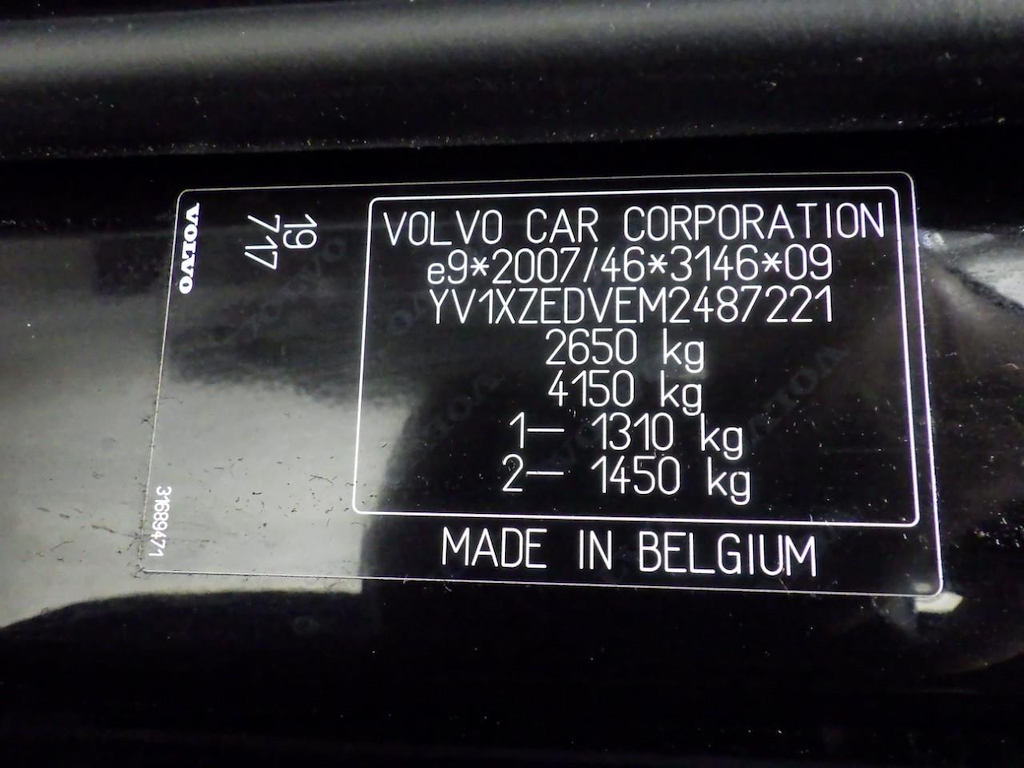 VOLVO
19
717
31689471
VOLVO CAR CORPORATION
e9*2007/46*3146*09
YV1XZEDVEM2487221
2650 kg
4150 kg
1– 1310 kg
2– 1450 kg
MADE IN BELGIUM